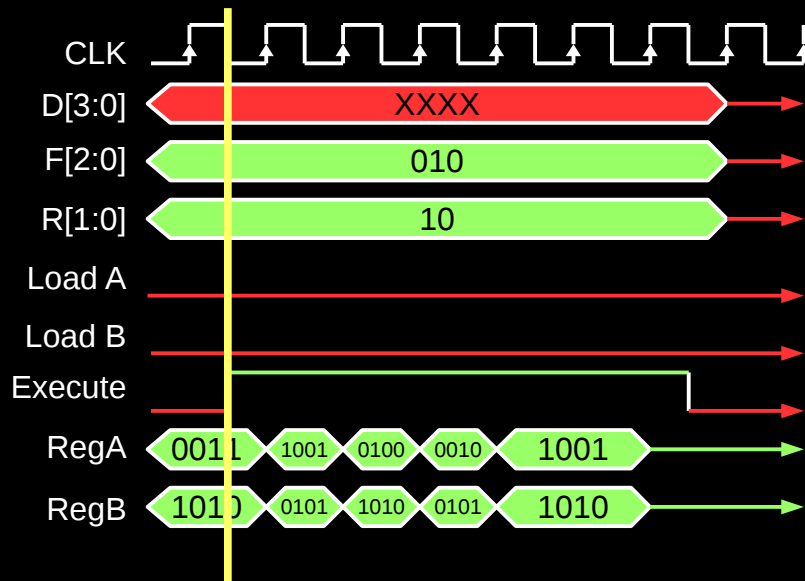 CLK
D[3:0] XXXX
F[2:0] 010
R[1:0] 10
Load A
Load B
Execute
RegA 0011 1001 0100 0010 1001
RegB 1010 0101 1010 0101 1010